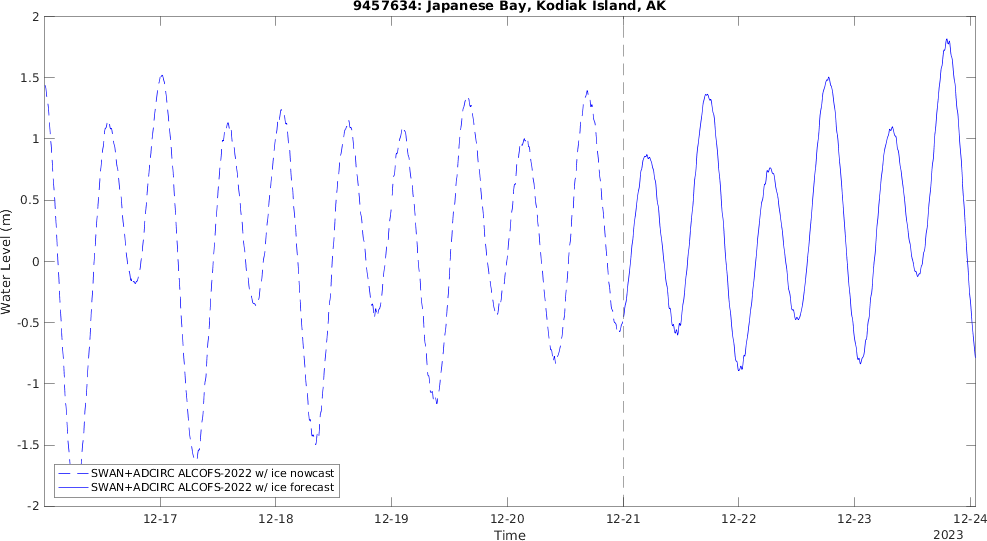 9457634: Japanese Bay, Kodiak Island, AK
Water Level (m)
2
1.5
1
0.5
0
-0.5
-1
-1.5
-2
SWAN+ADCIRC ALCOFS-2022 w/ ice nowcast
SWAN+ADCIRC ALCOFS-2022 w/ ice forecast
12-17 12-18 12-19 12-20 12-21 12-22 12-23 12-24
Time
2023